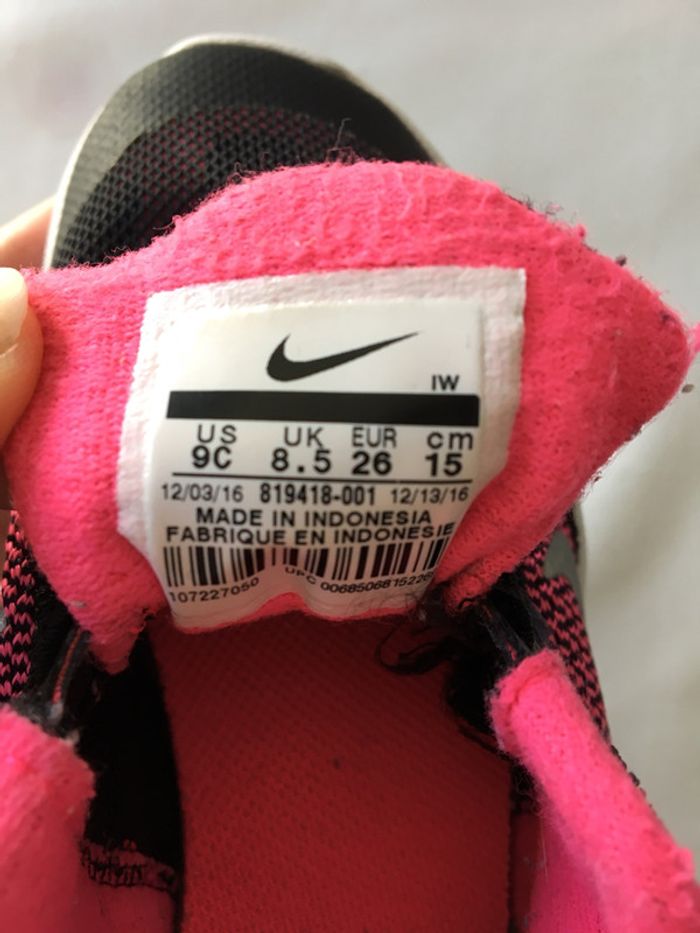 IW
US UK EUR cm
9C 8.5 26 15
12/03/16 819418-001 12/13/16
MADE IN INDONESIA
FABRIQUE EN INDONESIE
107227050 UPC 0068506815226